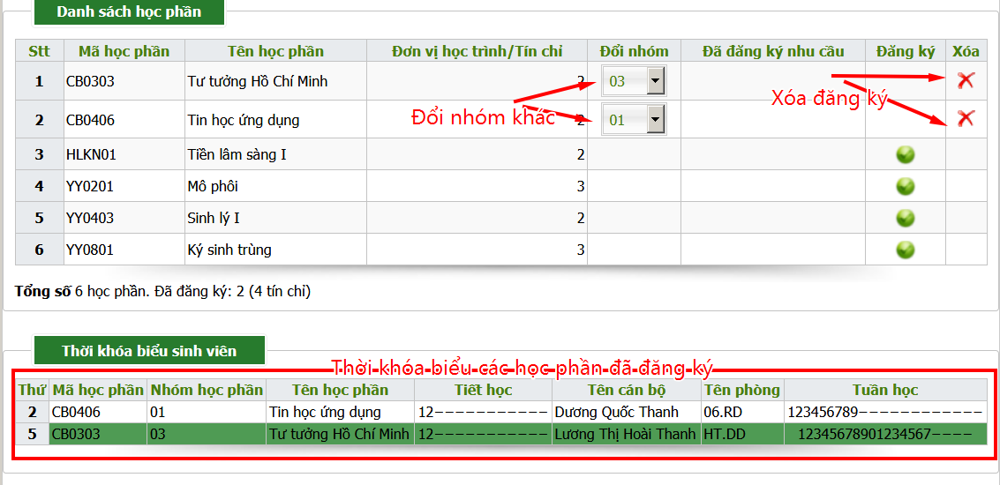 Danh sách học phần
Stt Mã học phần Tên học phần Đơn vị học trình/Tín chỉ Đổi nhóm Đã đăng ký nhu cầu Đăng ký Xóa
1 CB0303 Tư tưởng Hồ Chí Minh 2 03
Xóa đăng ký
Đổi nhóm khác
2 CB0406 Tin học ứng dụng 2 01
3 HLKN01 Tiền lâm sàng I 2
4 YY0201 Mô phôi 3
5 YY0403 Sinh lý I 2
6 YY0801 Ký sinh trùng 3
Tổng số 6 học phần. Đã đăng ký: 2 (4 tín chỉ)
Thời khóa biểu sinh viên
Thời khóa biểu các học phần đã đăng ký
Thứ Mã học phần Nhóm học phần Tên học phần Tiết học Tên cán bộ Tên phòng Tuần học
2 CB0406 01 Tin học ứng dụng 12----------- Dương Quốc Thanh 06.RD 123456789------------
5 CB0303 03 Tư tưởng Hồ Chí Minh 12----------- Lương Thị Hoài Thanh HT.DD 12345678901234567----